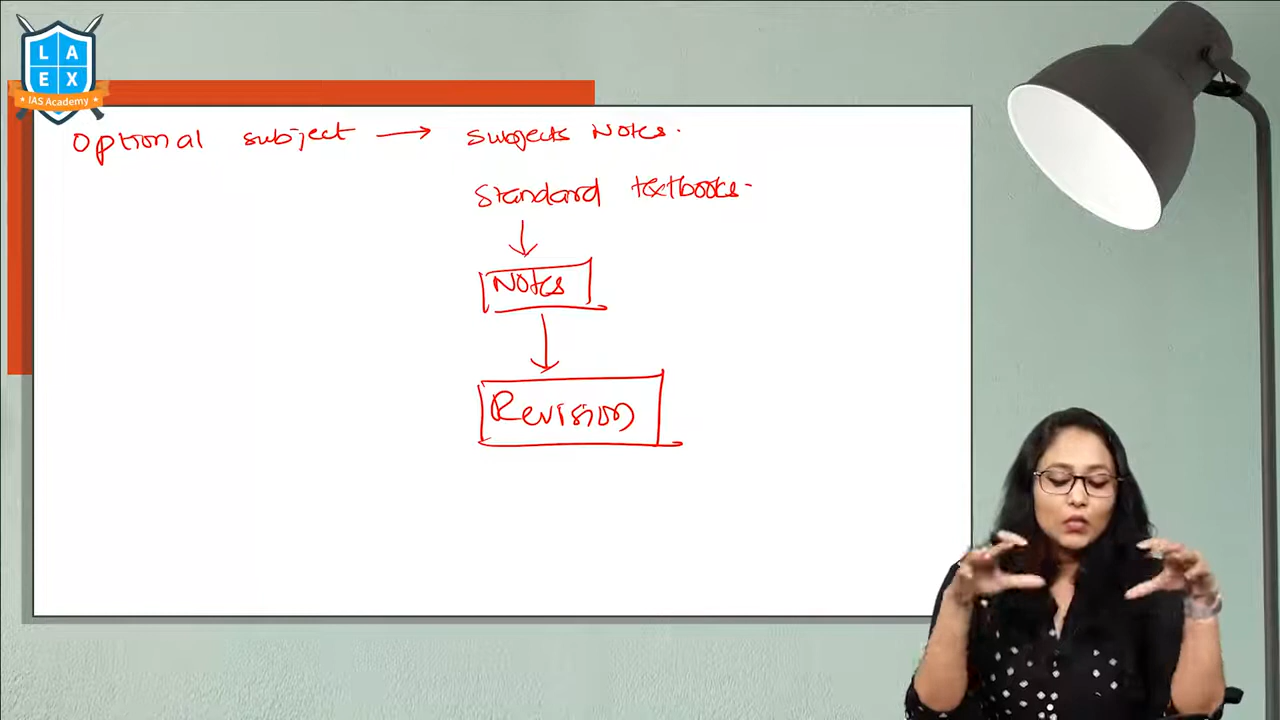 L A
E X
IAS Academy
Optional subject → Subjects Notes.
Standard textbooks.
Notes
Revision